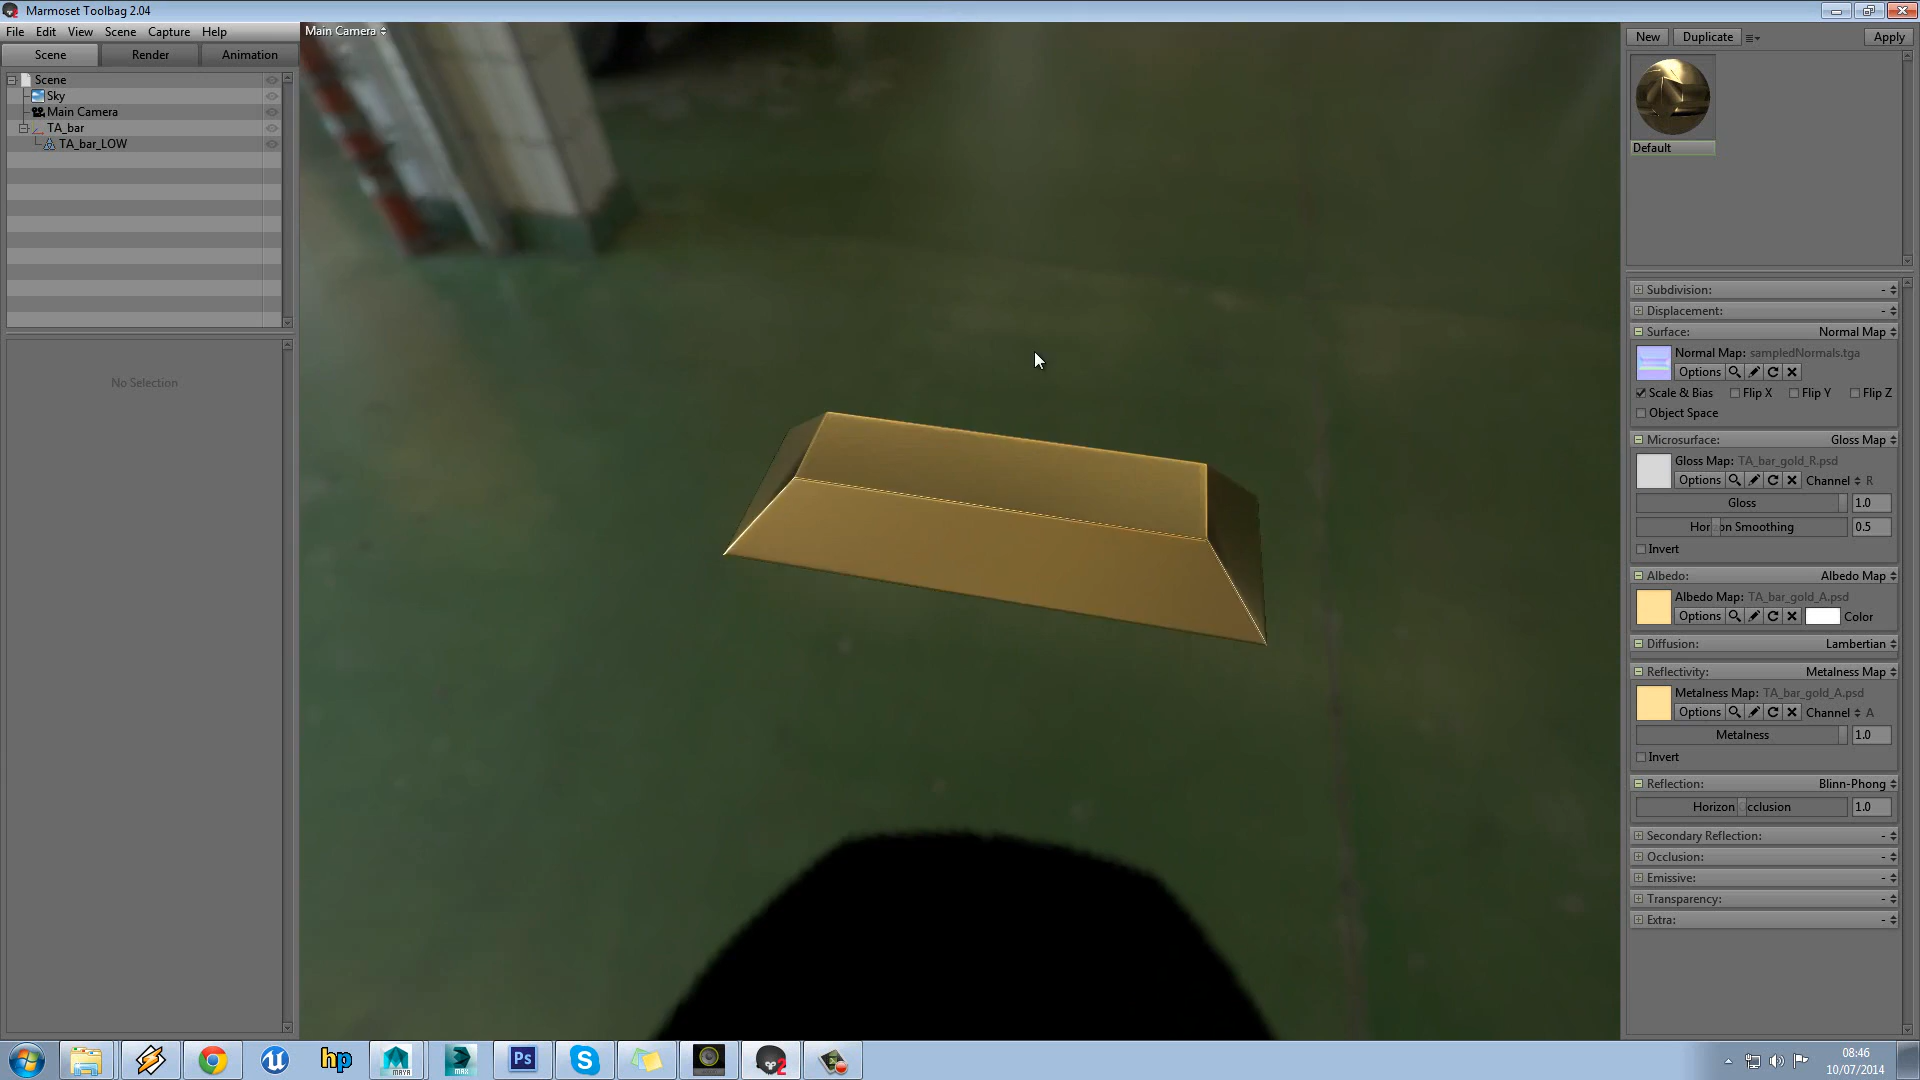 Marmoset Toolbag 2.04
File Edit View Scene Capture Help
Scene Render Animation
Main Camera
Scene
Sky
Main Camera
TA_bar
TA_bar_LOW
No Selection
New Duplicate Apply
Default
Subdivision: -
Displacement: -
Surface: Normal Map
Normal Map: sampledNormals.tga
Options
Scale & Bias Flip X Flip Y Flip Z
Object Space
Microsurface: Gloss Map
Gloss Map: TA_bar_gold_R.psd
Options Channel R
Gloss 1.0
Horizon Smoothing 0.5
Invert
Albedo: Albedo Map
Albedo Map: TA_bar_gold_A.psd
Options Color
Diffusion: Lambertian
Reflectivity: Metalness Map
Metalness Map: TA_bar_gold_A.psd
Options Channel A
Metalness 1.0
Invert
Reflection: Blinn-Phong
Horizon Occlusion 1.0
Secondary Reflection: -
Occlusion: -
Emissive: -
Transparency: -
Extra: -
hp MAYA MAX Ps S 2
08:46
10/07/2014